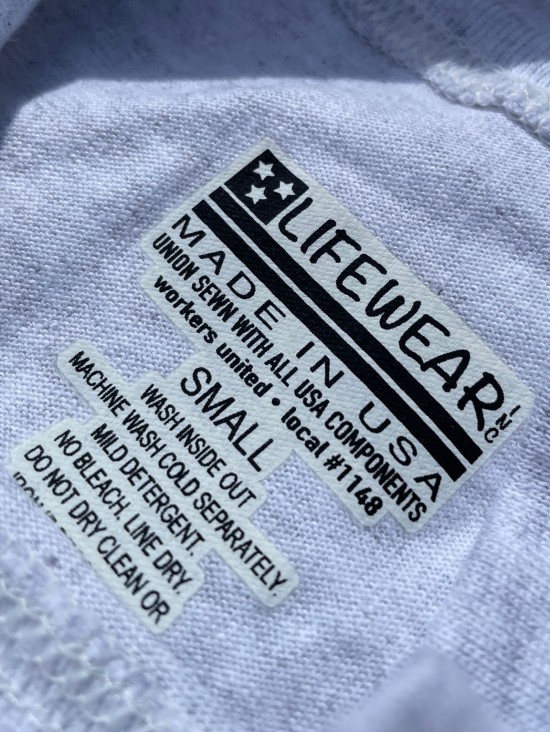 LIFEWEAR INC
MADE IN USA
UNION SEWN WITH ALL USA COMPONENTS
workers united • local #1148
SMALL
WASH INSIDE OUT
MACHINE WASH COLD SEPARATELY.
MILD DETERGENT.
NO BLEACH. LINE DRY.
DO NOT DRY CLEAN OR